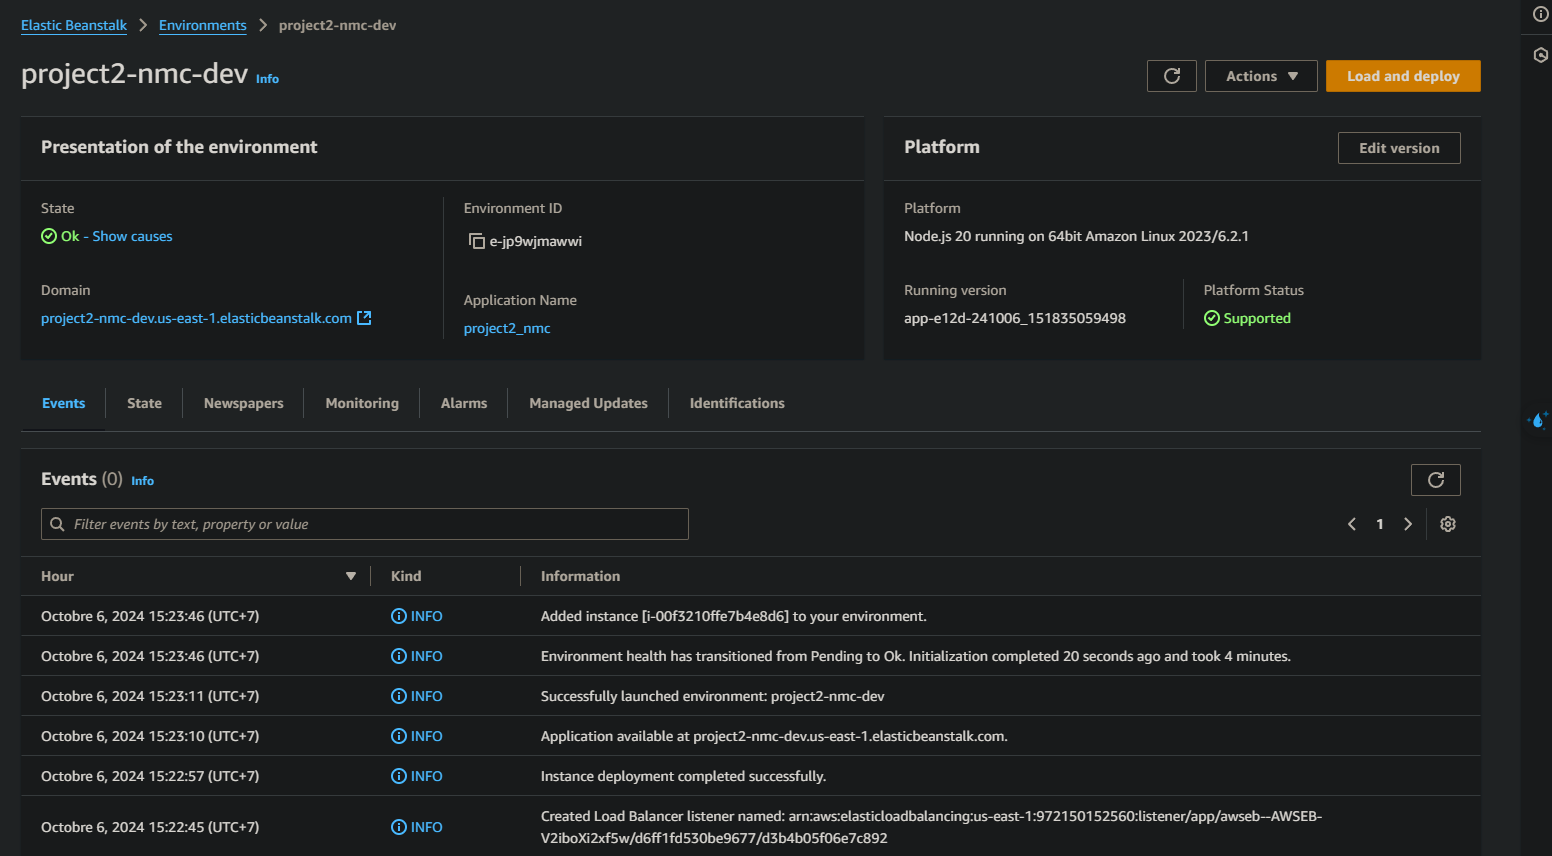 Elastic Beanstalk > Environments > project2-nmc-dev
project2-nmc-dev Info
Actions ▼ Load and deploy
Presentation of the environment
State
Ok - Show causes
Environment ID
e-jp9wjmawwi
Domain
project2-nmc-dev.us-east-1.elasticbeanstalk.com
Application Name
project2_nmc
Platform
Edit version
Platform
Node.js 20 running on 64bit Amazon Linux 2023/6.2.1
Running version
app-e12d-241006_151835059498
Platform Status
Supported
Events State Newspapers Monitoring Alarms Managed Updates Identifications
Events (0) Info
Filter events by text, property or value
1
Hour Kind Information
Octobre 6, 2024 15:23:46 (UTC+7) INFO Added instance [i-00f3210ffe7b4e8d6] to your environment.
Octobre 6, 2024 15:23:46 (UTC+7) INFO Environment health has transitioned from Pending to Ok. Initialization completed 20 seconds ago and took 4 minutes.
Octobre 6, 2024 15:23:11 (UTC+7) INFO Successfully launched environment: project2-nmc-dev
Octobre 6, 2024 15:23:10 (UTC+7) INFO Application available at project2-nmc-dev.us-east-1.elasticbeanstalk.com.
Octobre 6, 2024 15:22:57 (UTC+7) INFO Instance deployment completed successfully.
Octobre 6, 2024 15:22:45 (UTC+7) INFO Created Load Balancer listener named: arn:aws:elasticloadbalancing:us-east-1:972150152560:listener/app/awseb--AWSEB-
V2iboXi2xf5w/d6ff1fd530be9677/d3b4b05f06e7c892